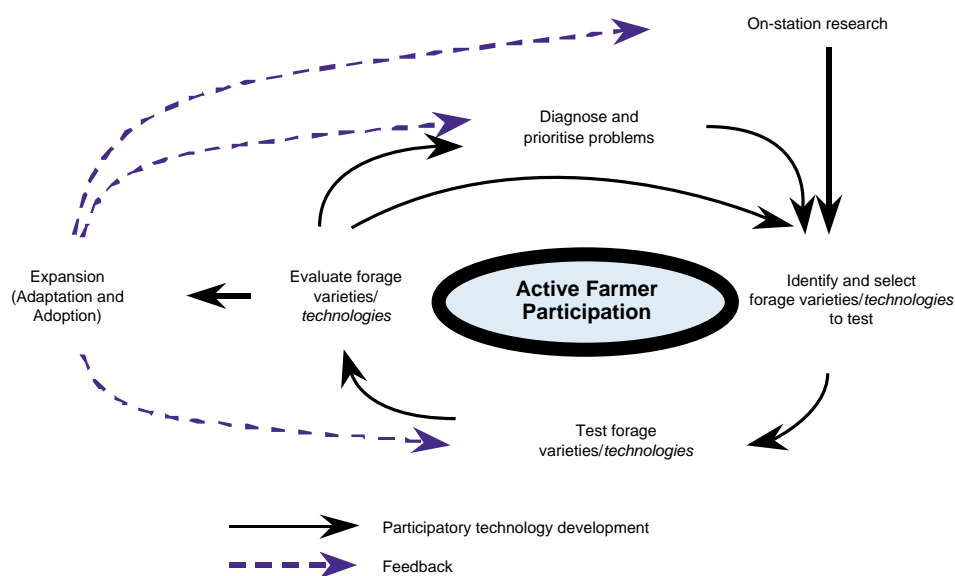 On-station research
Diagnose and
prioritise problems
Expansion
(Adaptation and
Adoption)
Evaluate forage
varieties/
technologies
Active Farmer
Participation
Identify and select
forage varieties/technologies
to test
Test forage
varieties/technologies
Participatory technology development
Feedback